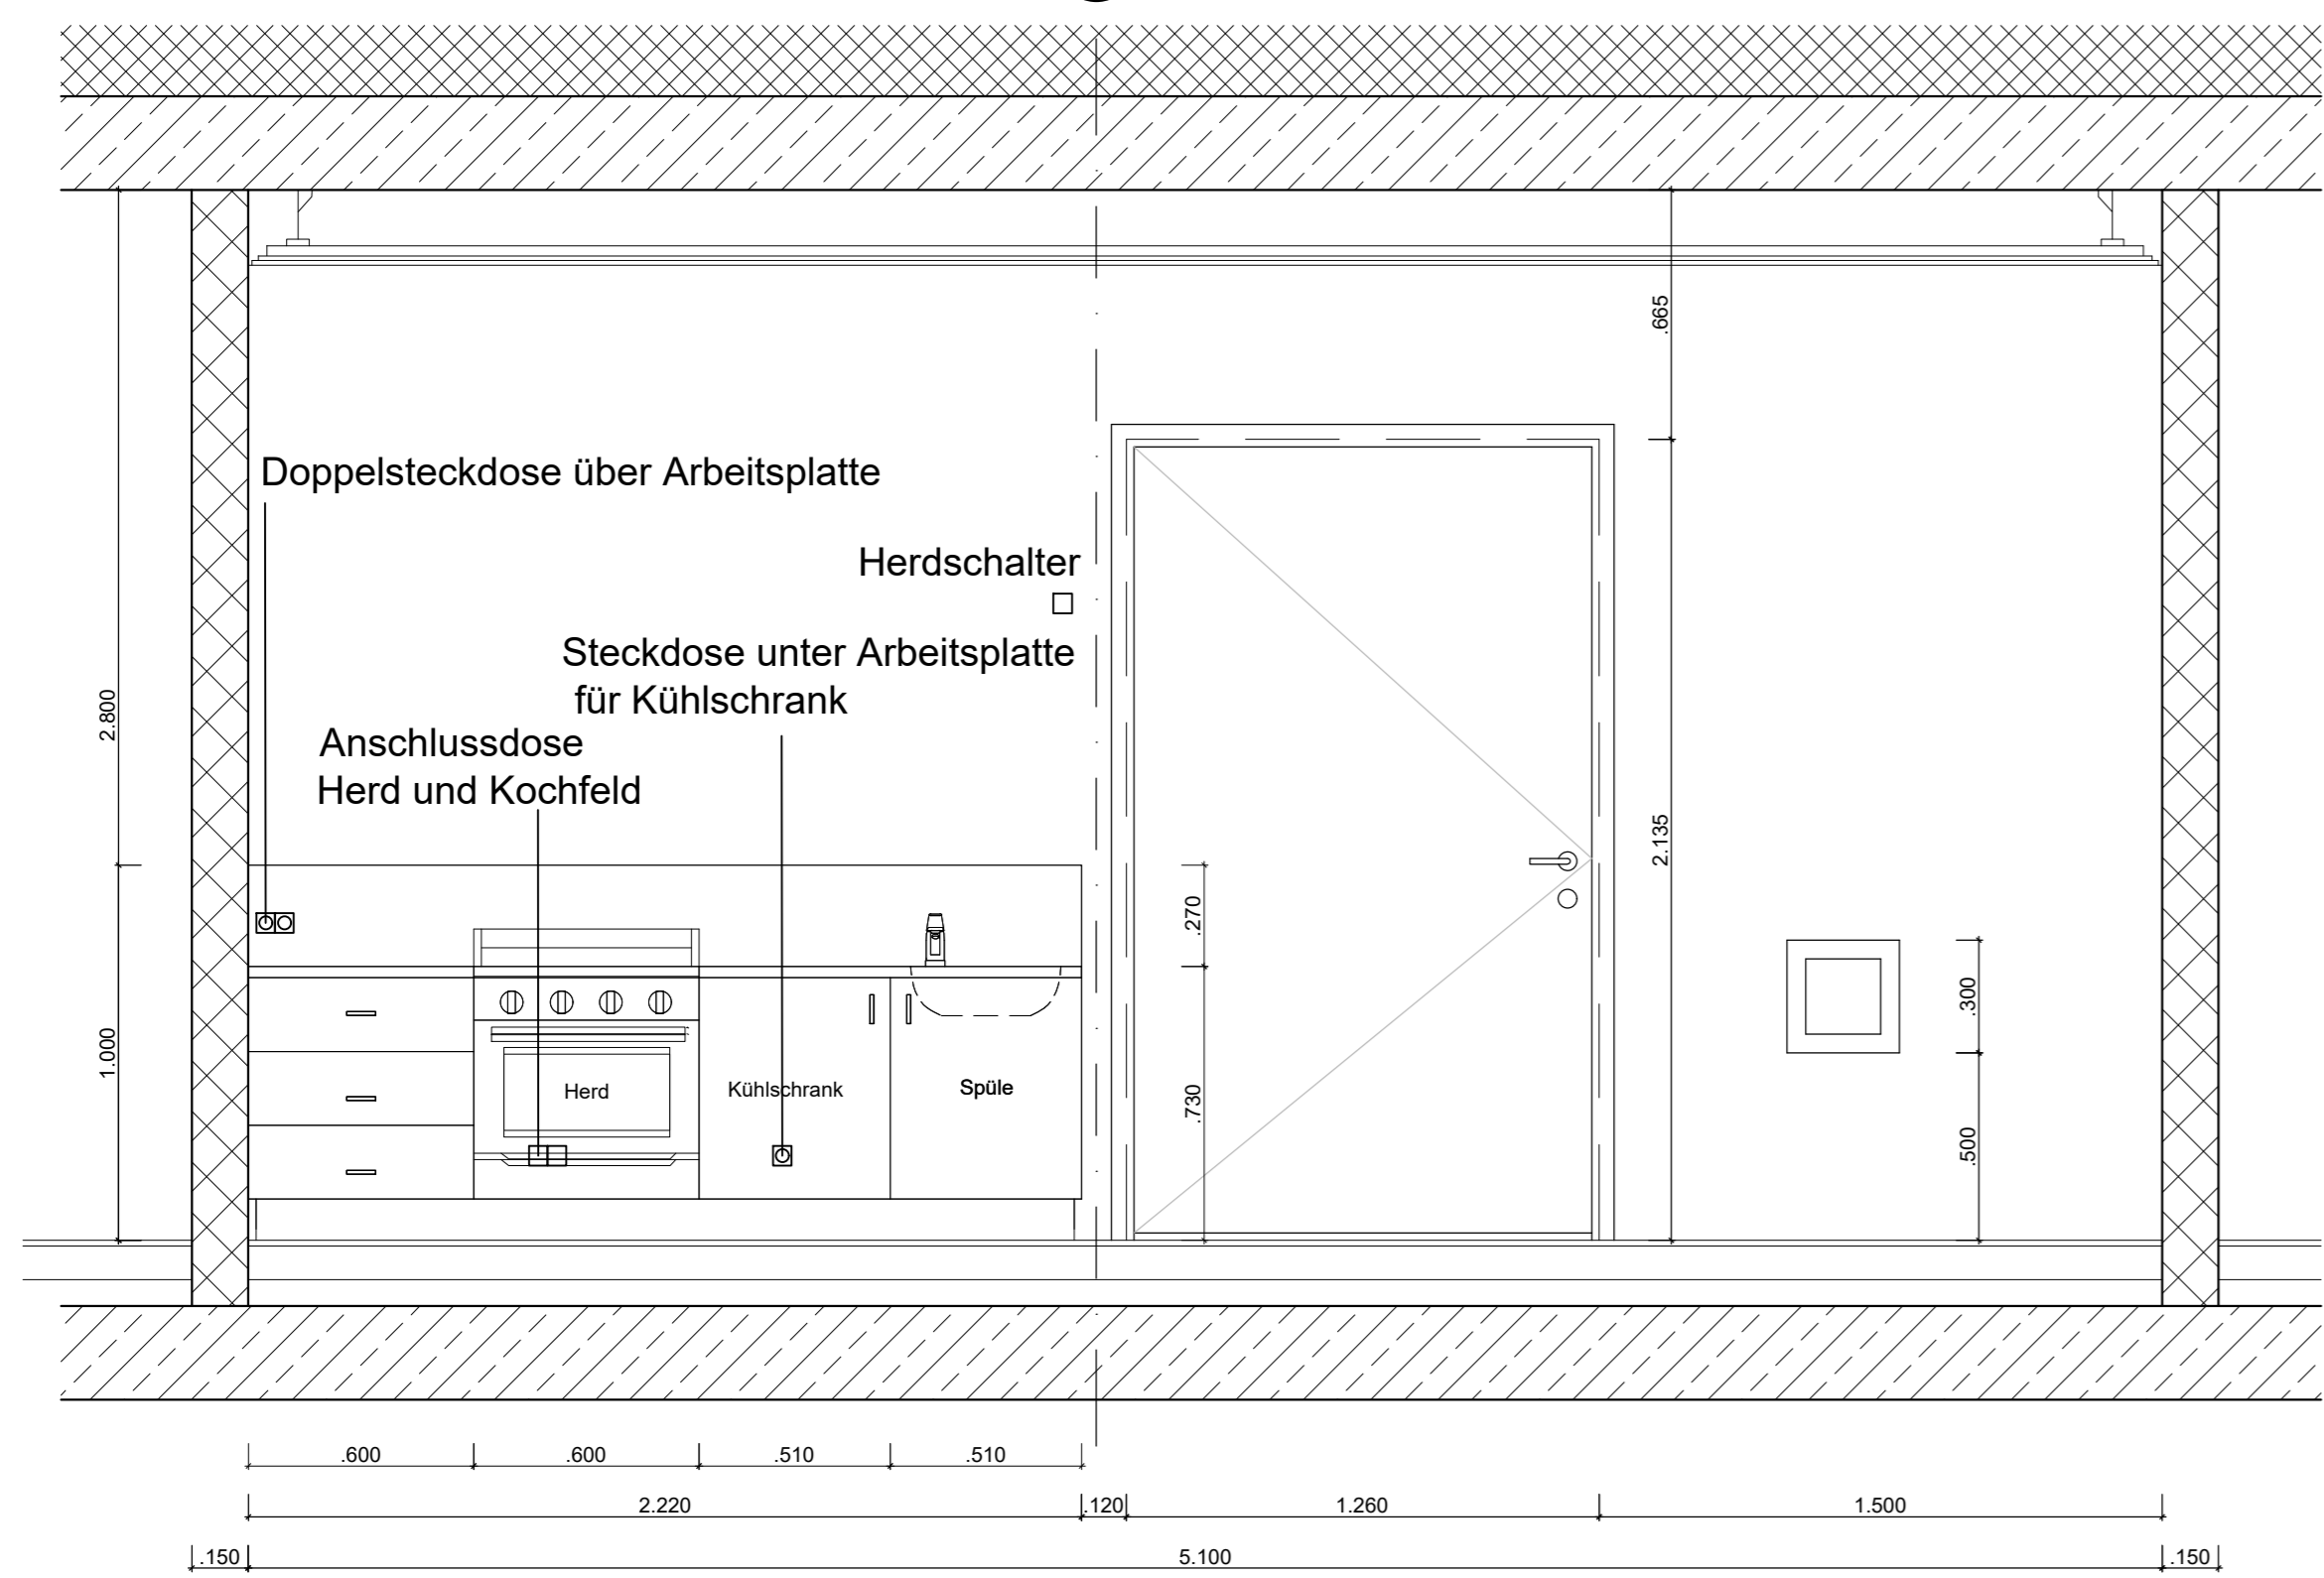 .665
Doppelsteckdose über Arbeitsplatte
Herdschalter
Steckdose unter Arbeitsplatte
für Kühlschrank
2.800
Anschlussdose
Herd und Kochfeld
2.135
.270
.300
1.000
Herd
Kühlschrank
Spüle
.730
.500
.600
.600
.510
.510
2.220
.120
1.260
1.500
.150
5.100
.150